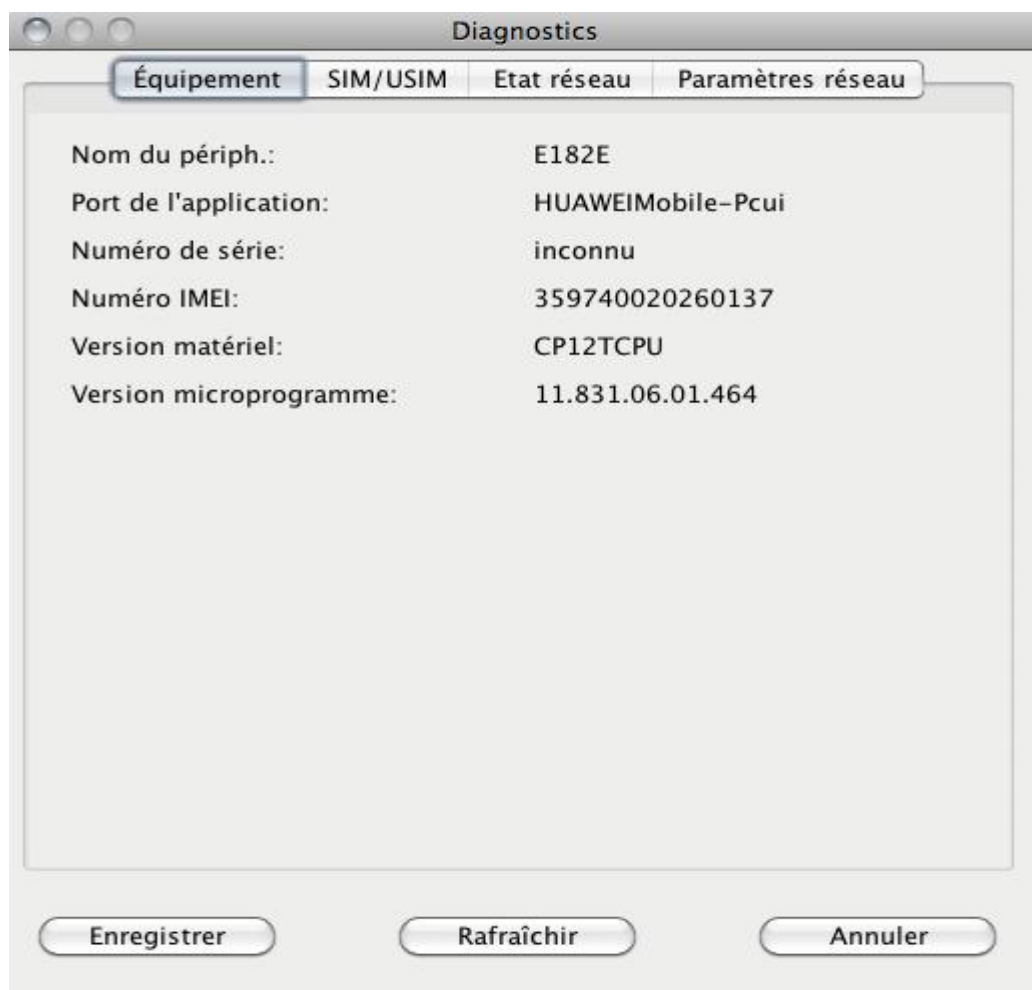 Diagnostics
Équipement SIM/USIM Etat réseau Paramètres réseau
Nom du périph.: E182E
Port de l'application: HUAWEIMobile-Pcui
Numéro de série: inconnu
Numéro IMEI: 359740020260137
Version matériel: CP12TCPU
Version microprogramme: 11.831.06.01.464
Enregistrer Rafraîchir Annuler